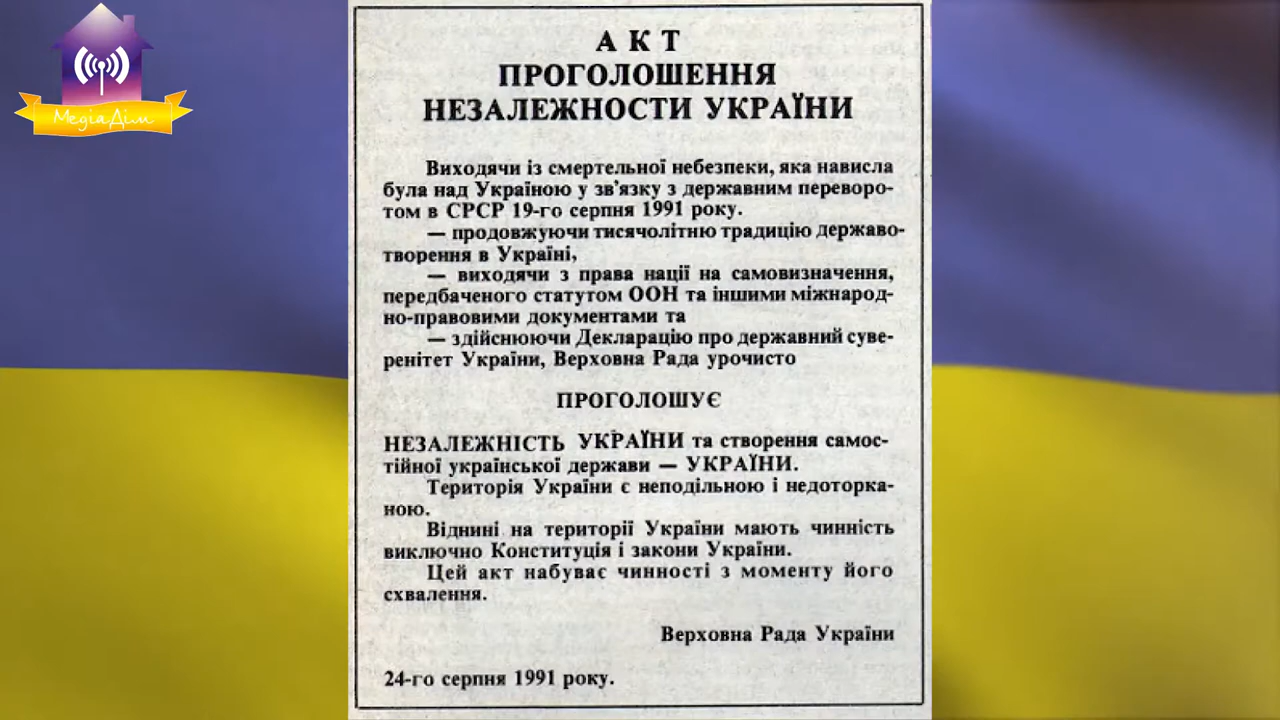 МедіаДім
А К Т
ПРОГОЛОШЕННЯ
НЕЗАЛЕЖНОСТИ УКРАЇНИ
Виходячи із смертельної небезпеки, яка нависла
була над Україною у зв'язку з державним переворо-
том в СРСР 19-го серпня 1991 року.
— продовжуючи тисячолітню традицію державо-
творення в Україні,
— виходячи з права нації на самовизначення,
передбаченого статутом ООН та іншими міжнарод-
но-правовими документами та
— здійснюючи Декларацію про державний суве-
ренітет України, Верховна Рада урочисто
ПРОГОЛОШУЄ
НЕЗАЛЕЖНІСТЬ УКРАЇНИ та створення самос-
тійної української держави — УКРАЇНИ.
Територія України є неподільною і недоторка-
ною.
Віднині на території України мають чинність
виключно Конституція і закони України.
Цей акт набуває чинності з моменту його
схвалення.
Верховна Рада України
24-го серпня 1991 року.